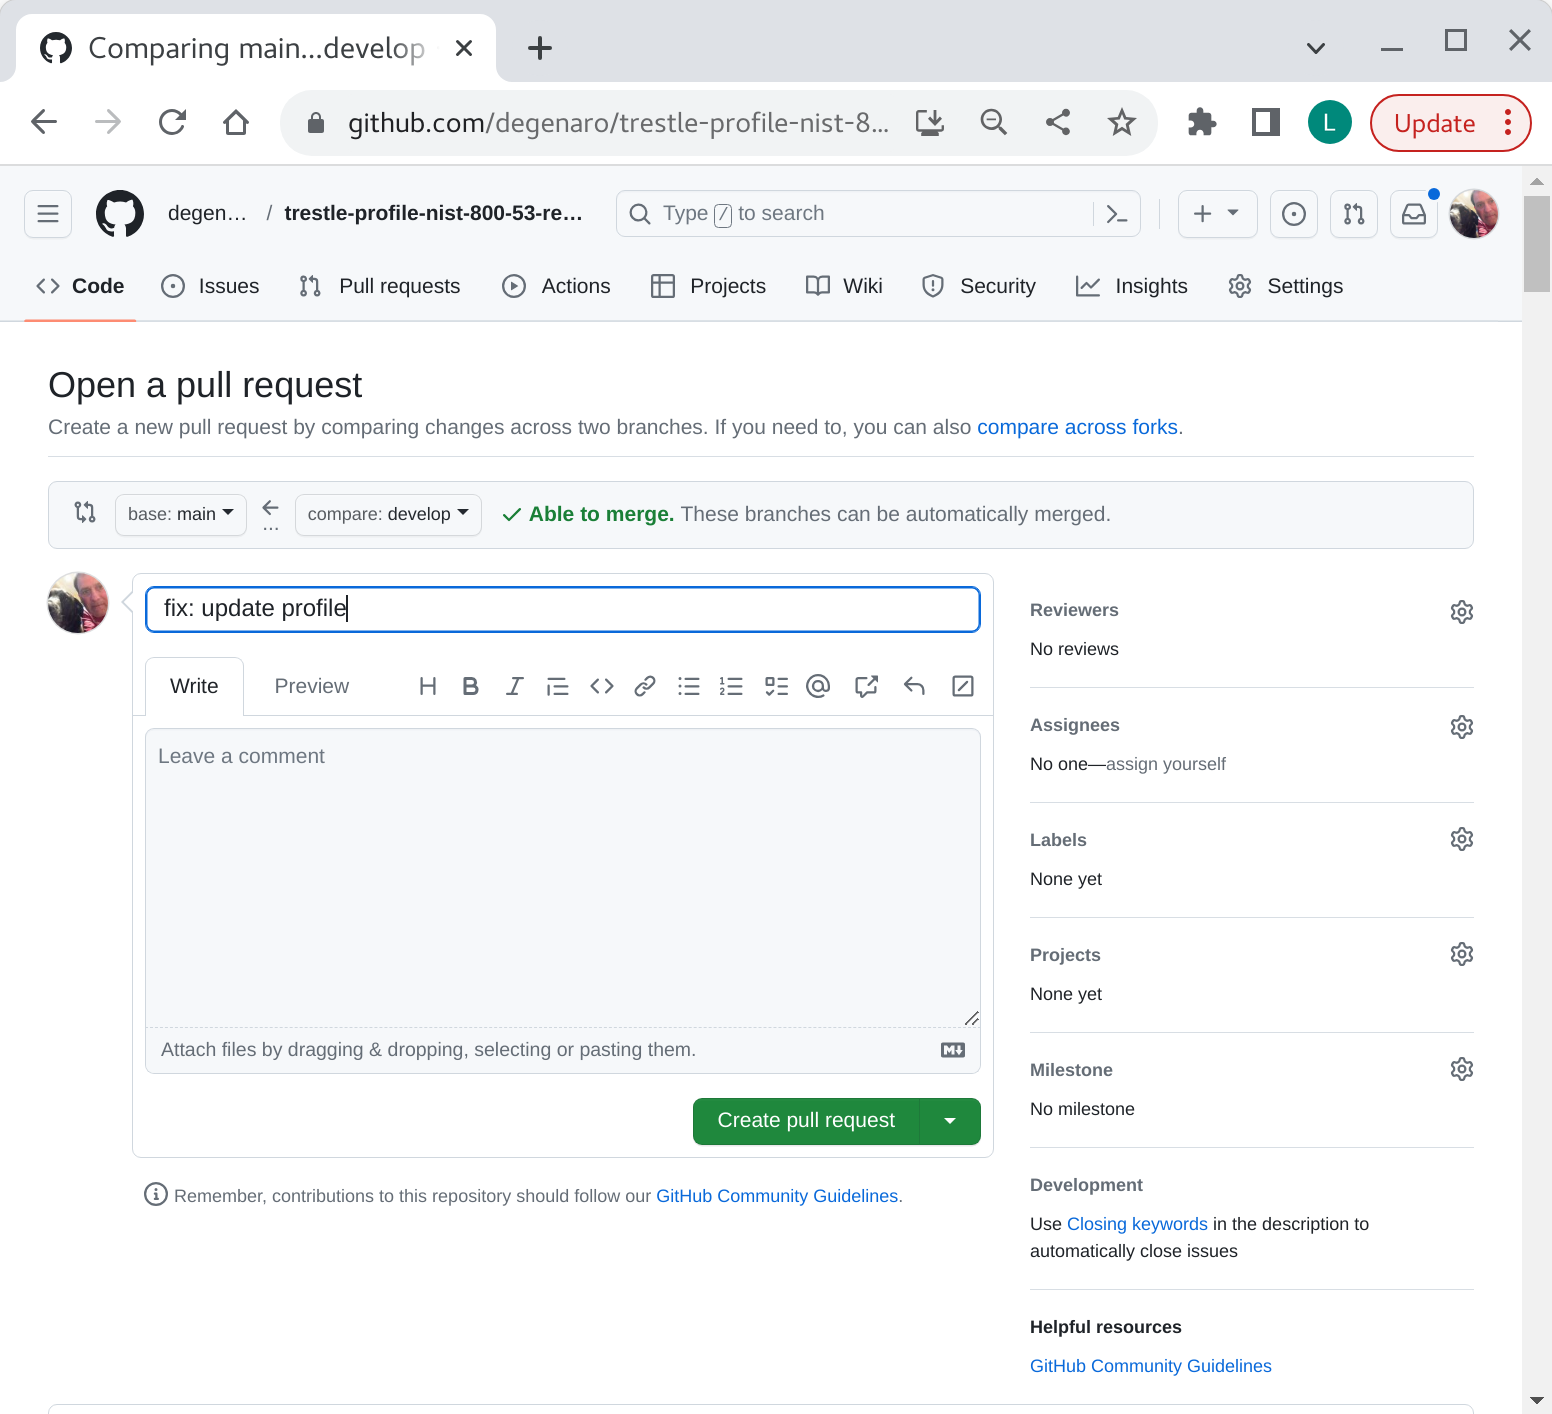 Comparing main...develop
github.com/degenaro/trestle-profile-nist-8...
L
Update
degen... / trestle-profile-nist-800-53-re...
Type / to search
Code
Issues
Pull requests
Actions
Projects
Wiki
Security
Insights
Settings
Open a pull request
Create a new pull request by comparing changes across two branches. If you need to, you can also compare across forks.
base: main
...
compare: develop
Able to merge. These branches can be automatically merged.
fix: update profile
Write
Preview
Leave a comment
Attach files by dragging & dropping, selecting or pasting them.
Create pull request
Remember, contributions to this repository should follow our GitHub Community Guidelines.
Reviewers
No reviews
Assignees
No one—assign yourself
Labels
None yet
Projects
None yet
Milestone
No milestone
Development
Use Closing keywords in the description to
automatically close issues
Helpful resources
GitHub Community Guidelines